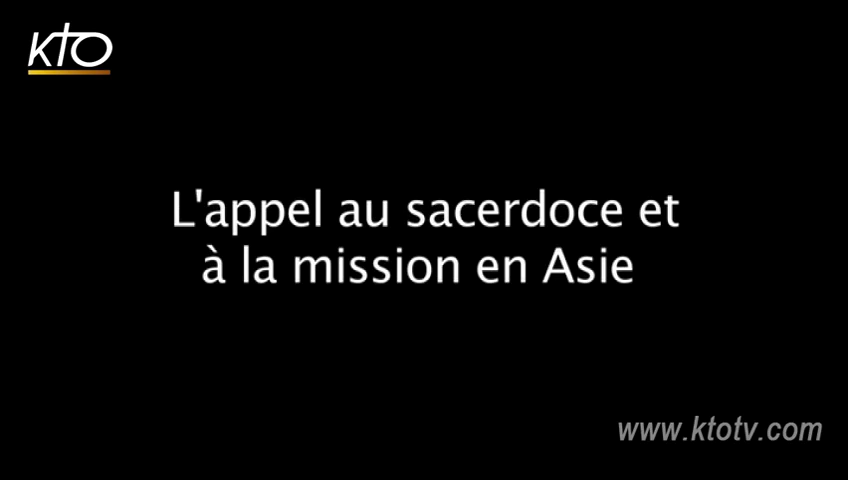 kto
L'appel au sacerdoce et
à la mission en Asie
www.ktotv.com